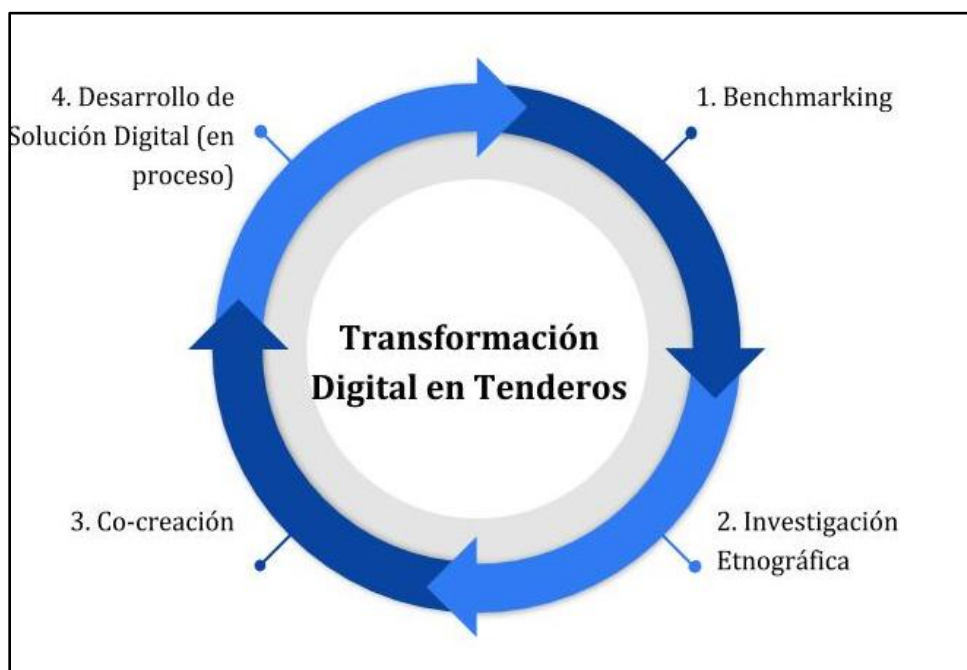 4. Desarrollo de
Solución Digital (en
proceso)
1. Benchmarking
Transformación
Digital en Tenderos
3. Co-creación
2. Investigación
Etnográfica